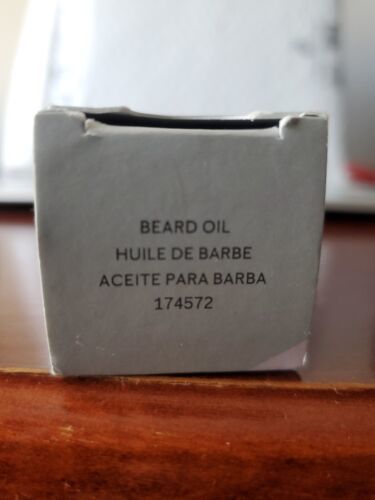 BEARD OIL
HUILE DE BARBE
ACEITE PARA BARBA
174572